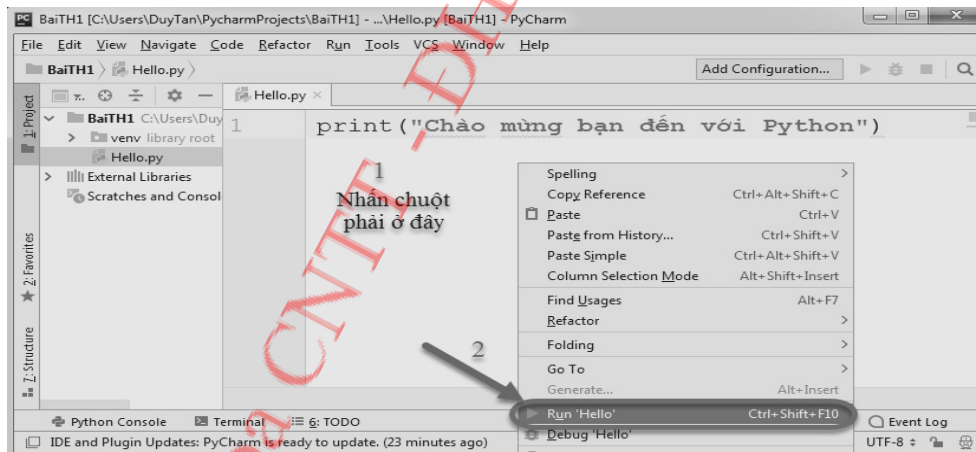 BaiTH1 [C:\Users\DuyTan\PycharmProjects\BaiTH1] - ...\Hello.py [BaiTH1] - PyCharm
File Edit View Navigate Code Refactor Run Tools VCS Window Help
BaiTH1 Hello.py Add Configuration...
Hello.py
1: Project
BaiTH1 C:\Users\Duy
venv library root
Hello.py
External Libraries
Scratches and Consol
2: Favorites
7: Structure
1 print("Chào mừng bạn đến với Python")
1
Nhấn chuột
phải ở đây
2
Spelling
Copy Reference Ctrl+Alt+Shift+C
Paste Ctrl+V
Paste from History... Ctrl+Shift+V
Paste Simple Ctrl+Alt+Shift+V
Column Selection Mode Alt+Shift+Insert
Find Usages Alt+F7
Refactor
Folding
Go To
Generate... Alt+Insert
Run 'Hello' Ctrl+Shift+F10
Debug 'Hello'
Python Console Terminal 6: TODO Event Log
IDE and Plugin Updates: PyCharm is ready to update. (23 minutes ago) UTF-8
CNTT - ĐH